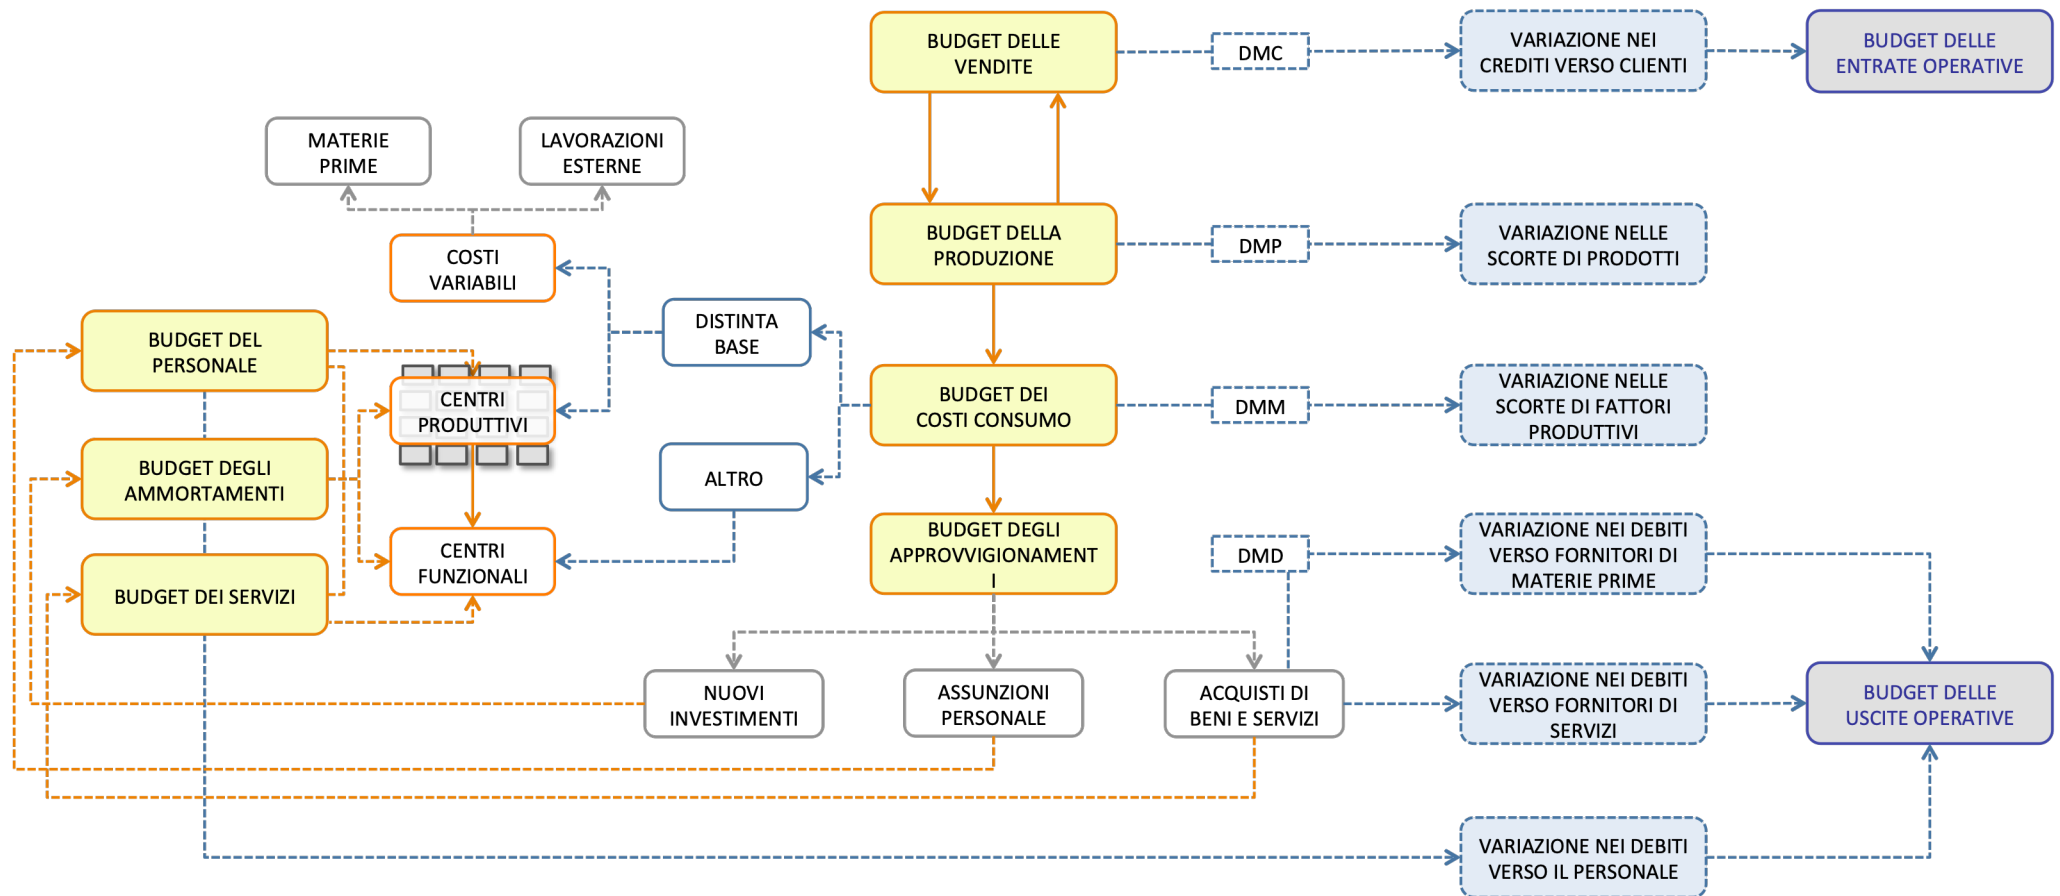 BUDGET DELLE
VENDITE
DMC
VARIAZIONE NEI
CREDITI VERSO CLIENTI
BUDGET DELLE
ENTRATE OPERATIVE
MATERIE
PRIME
LAVORAZIONI
ESTERNE
COSTI
VARIABILI
BUDGET DELLA
PRODUZIONE
DMP
VARIAZIONE NELLE
SCORTE DI PRODOTTI
BUDGET DEL
PERSONALE
DISTINTA
BASE
CENTRI
PRODUTTIVI
BUDGET DEI
COSTI CONSUMO
DMM
VARIAZIONE NELLE
SCORTE DI FATTORI
PRODUTTIVI
BUDGET DEGLI
AMMORTAMENTI
ALTRO
CENTRI
FUNZIONALI
BUDGET DEGLI
APPROVVIGIONAMENT
I
DMD
VARIAZIONE NEI DEBITI
VERSO FORNITORI DI
MATERIE PRIME
BUDGET DEI SERVIZI
NUOVI
INVESTIMENTI
ASSUNZIONI
PERSONALE
ACQUISTI DI
BENI E SERVIZI
VARIAZIONE NEI DEBITI
VERSO FORNITORI DI
SERVIZI
BUDGET DELLE
USCITE OPERATIVE
VARIAZIONE NEI DEBITI
VERSO IL PERSONALE